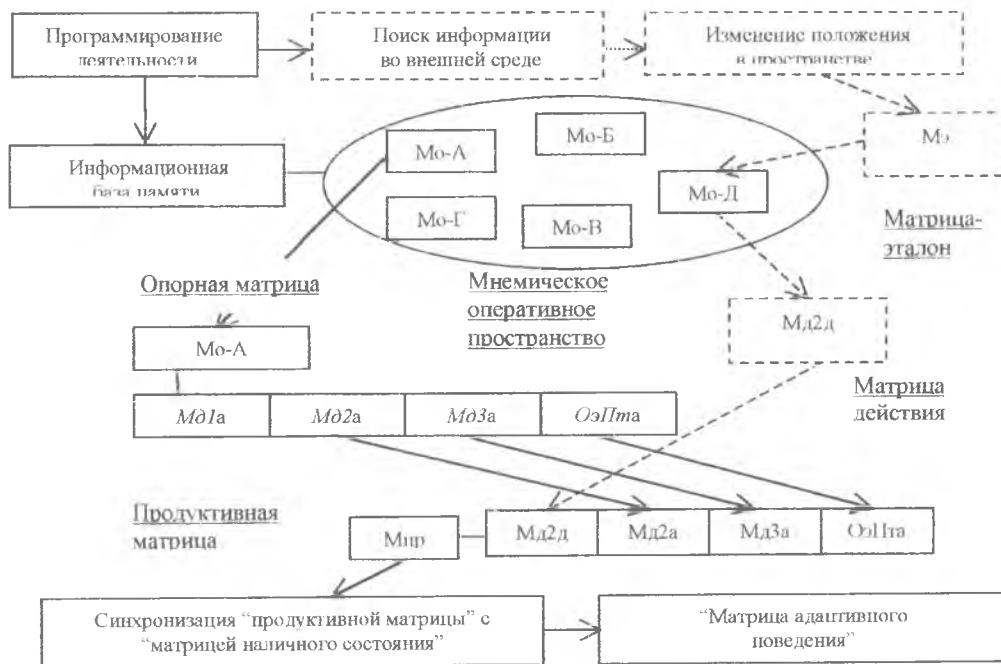 Программирование
деятельности
Поиск информации
во внешней среде
Изменение положения
в пространстве
Информационная
база памяти
Мо-А
Мо-Б
Мэ
Мо-Д
Мо-Г
Мо-В
Матрица-
эталон
Опорная матрица
Мнемическое
оперативное
пространство
Мд2д
Мо-А
Матрица
действия
Мд1а Мд2а Мд3а ОэПта
Продуктивная
матрица
Мпр
Мд2д Мд2а Мд3а ОэПта
Синхронизация “продуктивной матрицы” с
“матрицей наличного состояния”
“Матрица адаптивного
поведения”